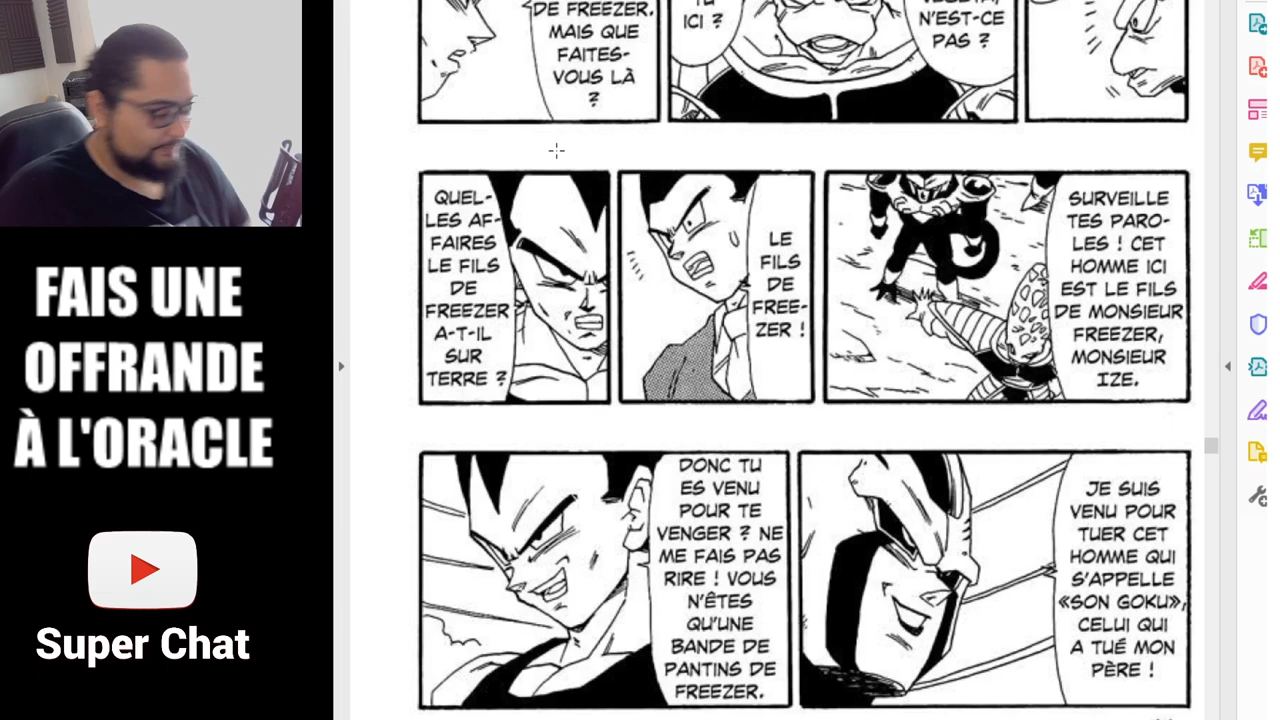 DE FREEZER.
MAIS QUE
FAITES-
VOUS LÀ
?
ICI ?
N'EST-CE
PAS ?
QUEL-
LES AF-
FAIRES
LE FILS
DE
FREEZER
A-T-IL
SUR
TERRE ?
LE
FILS
DE
FREE-
ZER !
SURVEILLE
TES PARO-
LES ! CET
HOMME ICI
EST LE FILS
DE MONSIEUR
FREEZER,
MONSIEUR
IZE.
DONC TU
ES VENU
POUR TE
VENGER ? NE
ME FAIS PAS
RIRE ! VOUS
N'ÊTES
QU'UNE
BANDE DE
PANTINS DE
FREEZER.
JE SUIS
VENU POUR
TUER CET
HOMME QUI
S'APPELLE
«SON GOKU»,
CELUI QUI
A TUÉ MON
PÈRE !
FAIS UNE
OFFRANDE
À L'ORACLE
Super Chat